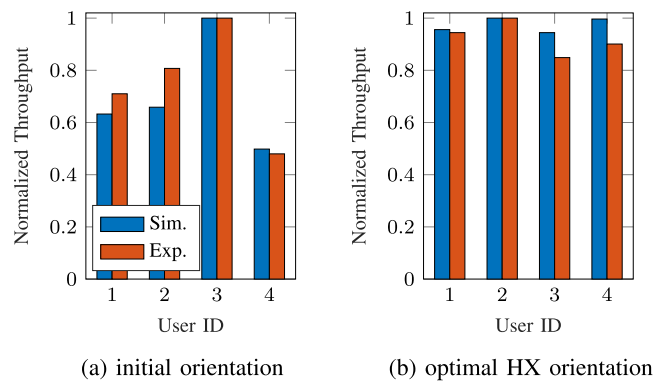 1
0.8
0.6
0.4
0.2
0
Normalized Throughput
Sim.
Exp.
1 2 3 4
User ID
(a) initial orientation
1
0.8
0.6
0.4
0.2
0
Normalized Throughput
1 2 3 4
User ID
(b) optimal HX orientation